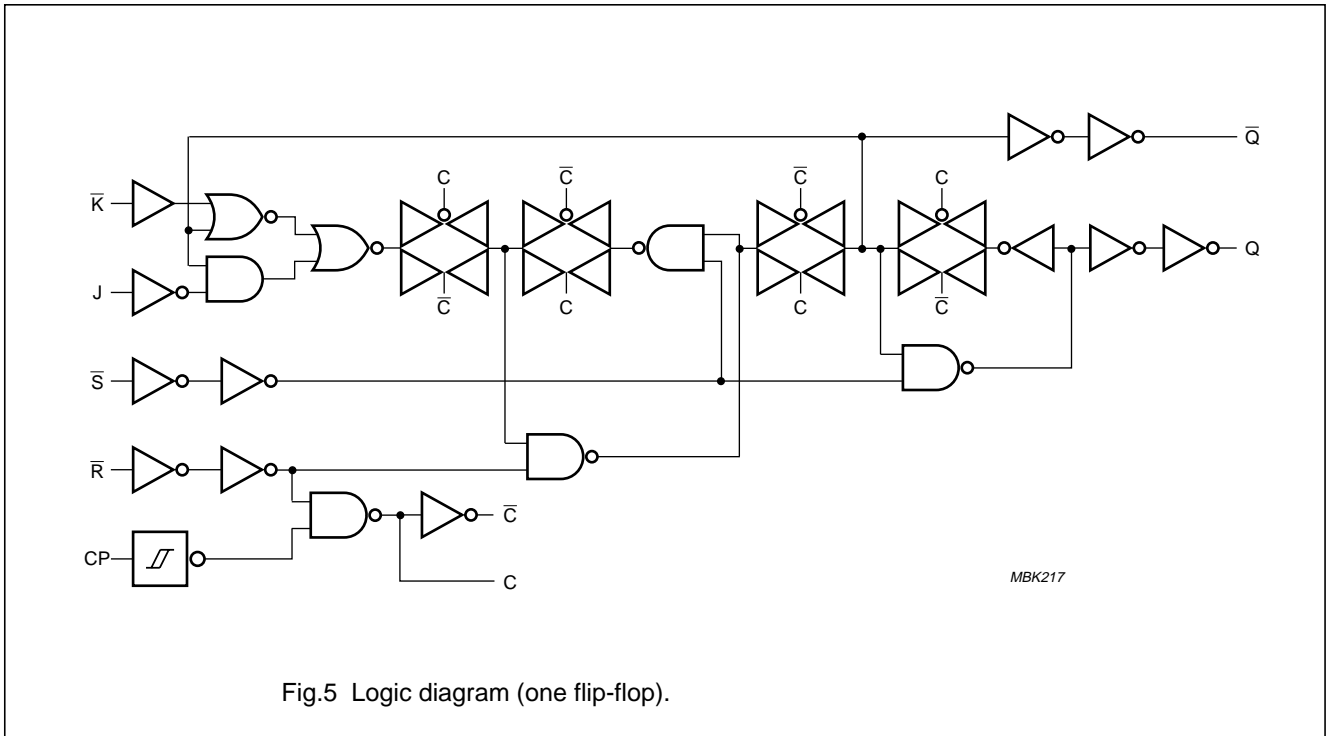 Q̅
C C̅ C̅ C
K̅
Q
J
C̅ C C C̅
S̅
R̅
C̅
CP
C
MBK217
Fig.5 Logic diagram (one flip-flop).